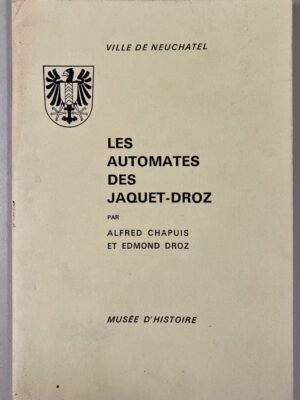 VILLE DE NEUCHATEL
LES
AUTOMATES
DES
JAQUET-DROZ
PAR
ALFRED CHAPUIS
ET EDMOND DROZ
MUSÉE D'HISTOIRE